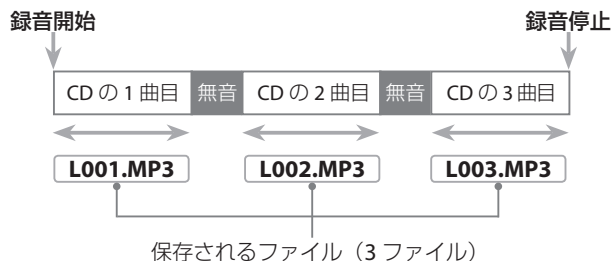 録音開始 録音停止
CD の 1 曲目 無音 CD の 2 曲目 無音 CD の 3 曲目
L001.MP3 L002.MP3 L003.MP3
保存されるファイル（3 ファイル）